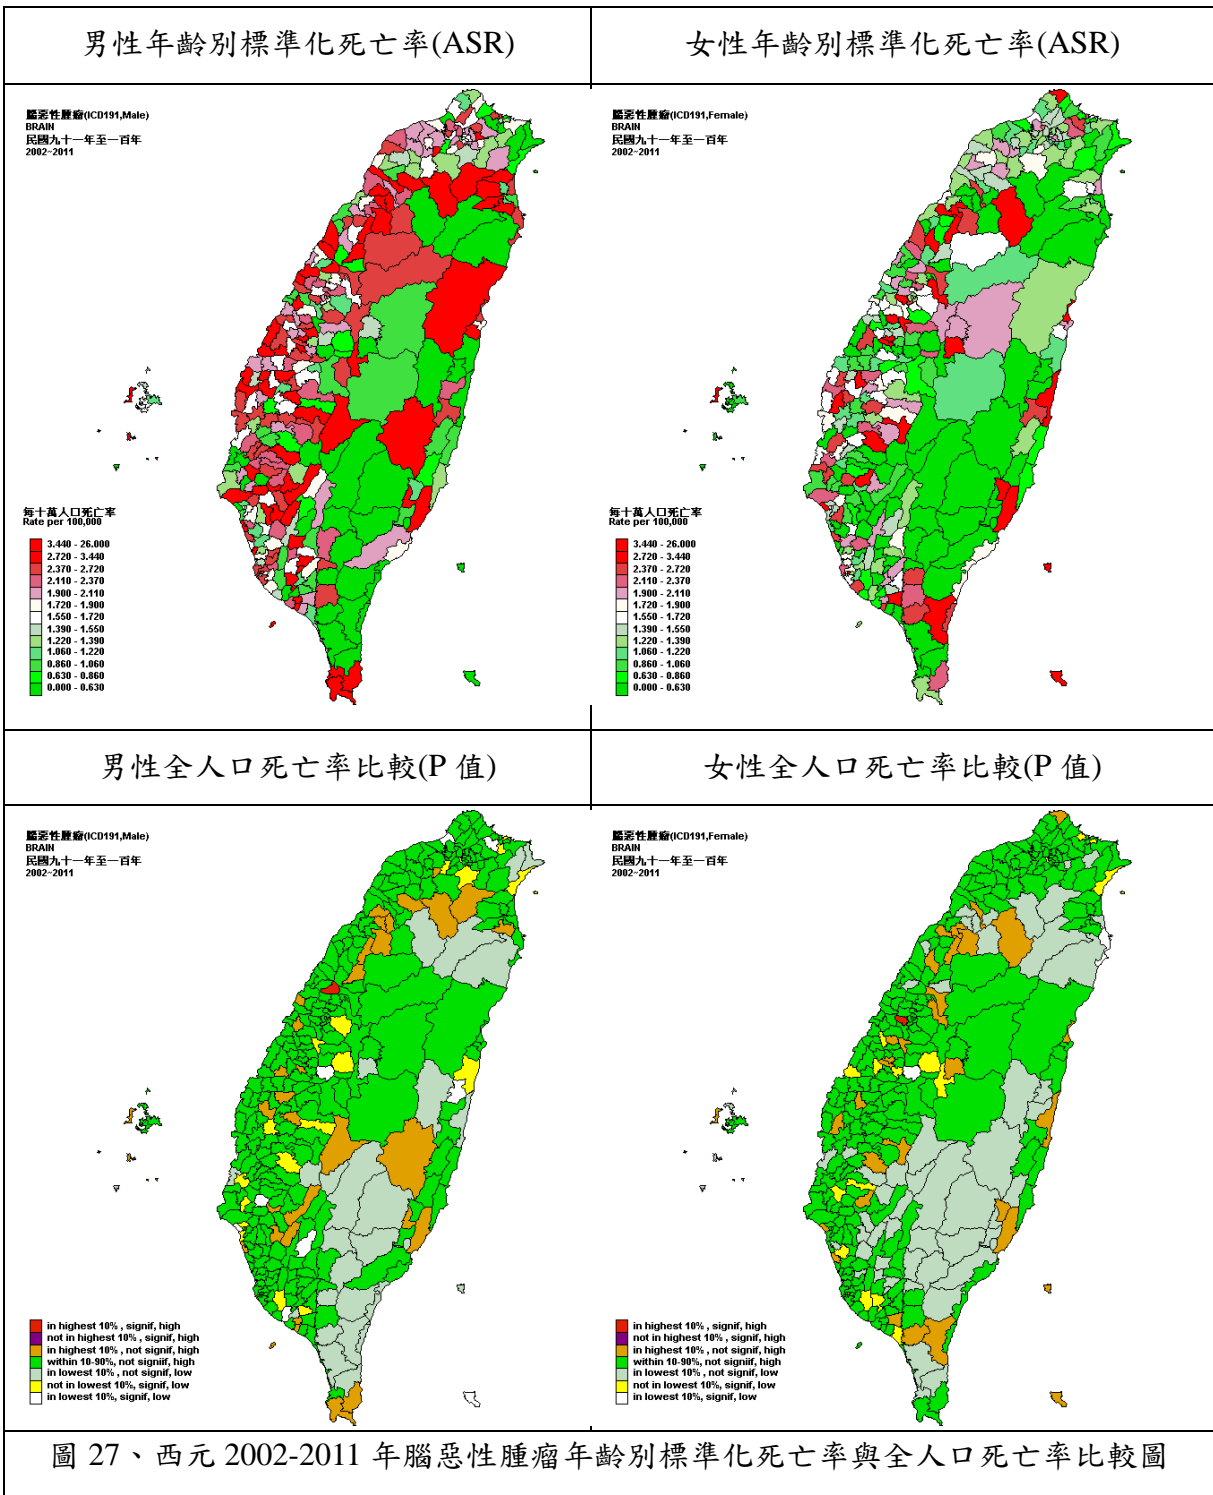 男性年齡別標準化死亡率(ASR)
女性年齡別標準化死亡率(ASR)
腦惡性腫瘤(ICD191,Male)
BRAIN
民國九十一年至一百年
2002~2011
每十萬人口死亡率
Rate per 100,000
3.440 - 26.000
2.720 - 3.440
2.370 - 2.720
2.110 - 2.370
1.900 - 2.110
1.720 - 1.900
1.550 - 1.720
1.390 - 1.550
1.220 - 1.390
1.060 - 1.220
0.860 - 1.060
0.630 - 0.860
0.000 - 0.630
腦惡性腫瘤(ICD191,Female)
BRAIN
民國九十一年至一百年
2002~2011
每十萬人口死亡率
Rate per 100,000
3.440 - 26.000
2.720 - 3.440
2.370 - 2.720
2.110 - 2.370
1.900 - 2.110
1.720 - 1.900
1.550 - 1.720
1.390 - 1.550
1.220 - 1.390
1.060 - 1.220
0.860 - 1.060
0.630 - 0.860
0.000 - 0.630
男性全人口死亡率比較(P 值)
女性全人口死亡率比較(P 值)
腦惡性腫瘤(ICD191,Male)
BRAIN
民國九十一年至一百年
2002~2011
in highest 10% , signif, high
not in highest 10% , signif, high
in highest 10% , not signif, high
within 10-90%, not signiif, high
in lowest 10% , not signif, low
not in lowest 10%, signif, low
in lowest 10%, signif, low
腦惡性腫瘤(ICD191,Female)
BRAIN
民國九十一年至一百年
2002~2011
in highest 10% , signif, high
not in highest 10% , signif, high
in highest 10% , not signif, high
within 10-90%, not signiif, high
in lowest 10% , not signif, low
not in lowest 10%, signif, low
in lowest 10%, signif, low
圖 27、西元 2002-2011 年腦惡性腫瘤年齡別標準化死亡率與全人口死亡率比較圖